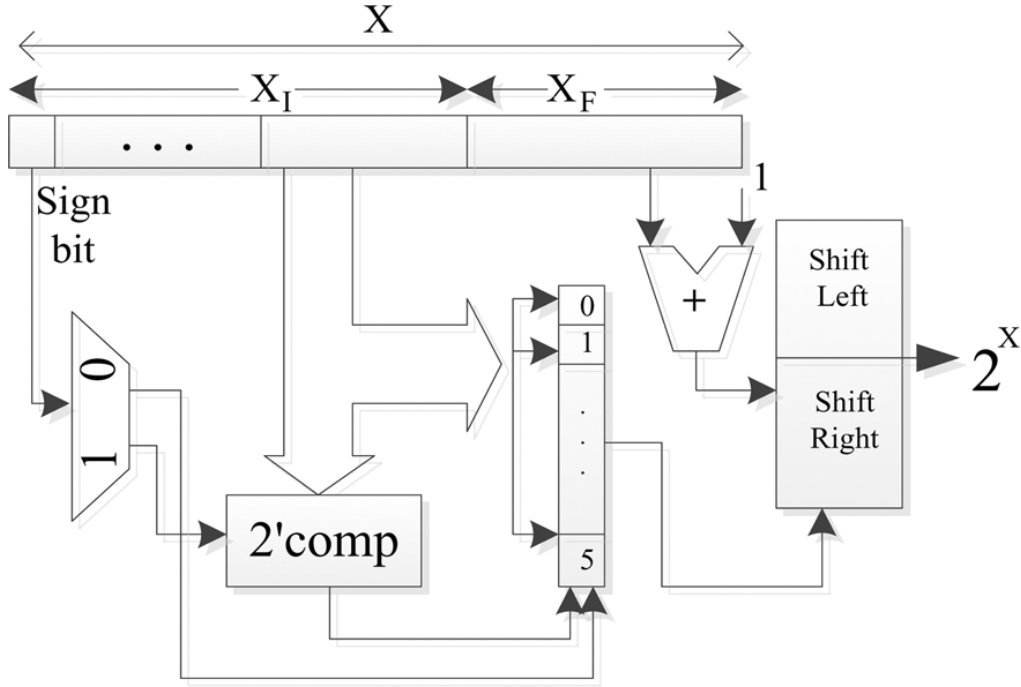 X
X_I X_F
. . .
1
Sign
bit
Shift
Left
+
0
1
0
1
.
.
.
5
2'comp
Shift
Right
2^X